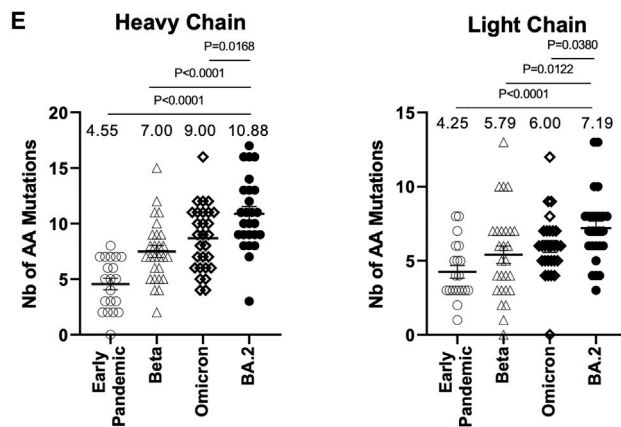 E
Heavy Chain
P=0.0168
P<0.0001
P<0.0001
20
15
10
5
0
4.55 7.00 9.00 10.88
Nb of AA Mutations
Early
Pandemic
Beta
Omicron
BA.2
Light Chain
P=0.0380
P=0.0122
P<0.0001
15
10
5
0
4.25 5.79 6.00 7.19
Nb of AA Mutations
Early
Pandemic
Beta
Omicron
BA.2